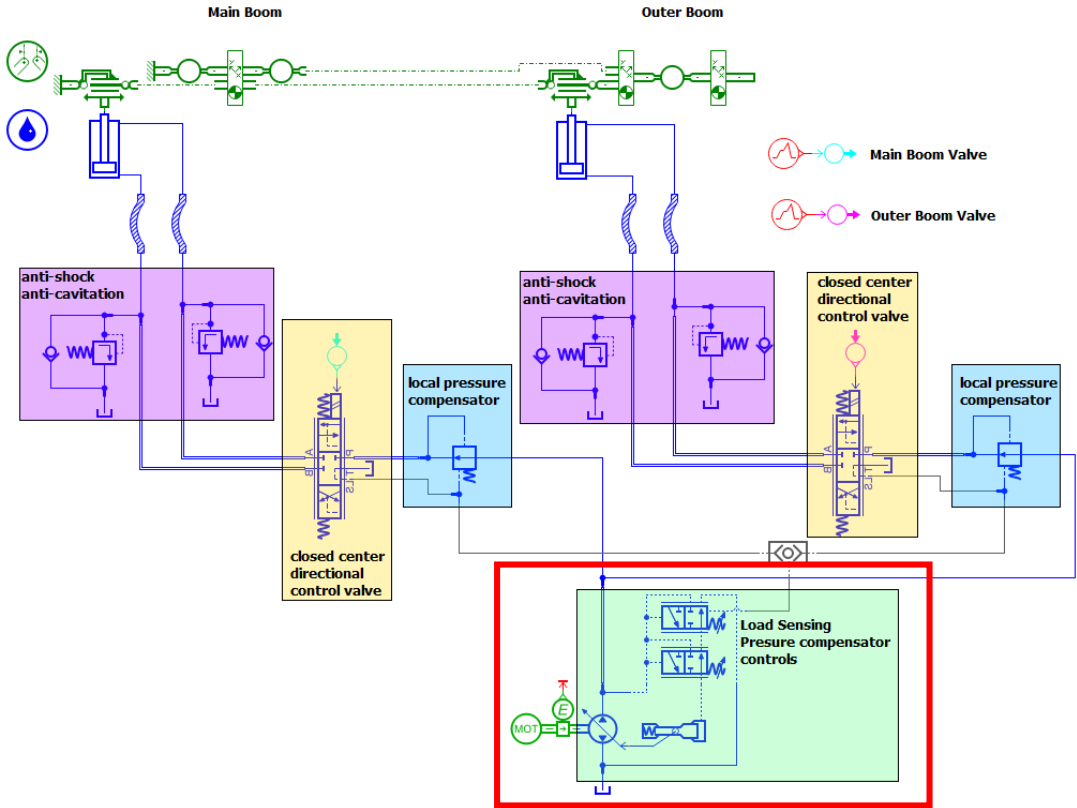 Main Boom
Outer Boom
Main Boom Valve
Outer Boom Valve
anti-shock
anti-cavitation
anti-shock
anti-cavitation
closed center
directional
control valve
local pressure
compensator
local pressure
compensator
A
P
B
T
LS
A
P
B
T
LS
closed center
directional
control valve
Load Sensing
Presure compensator
controls
E
MOT